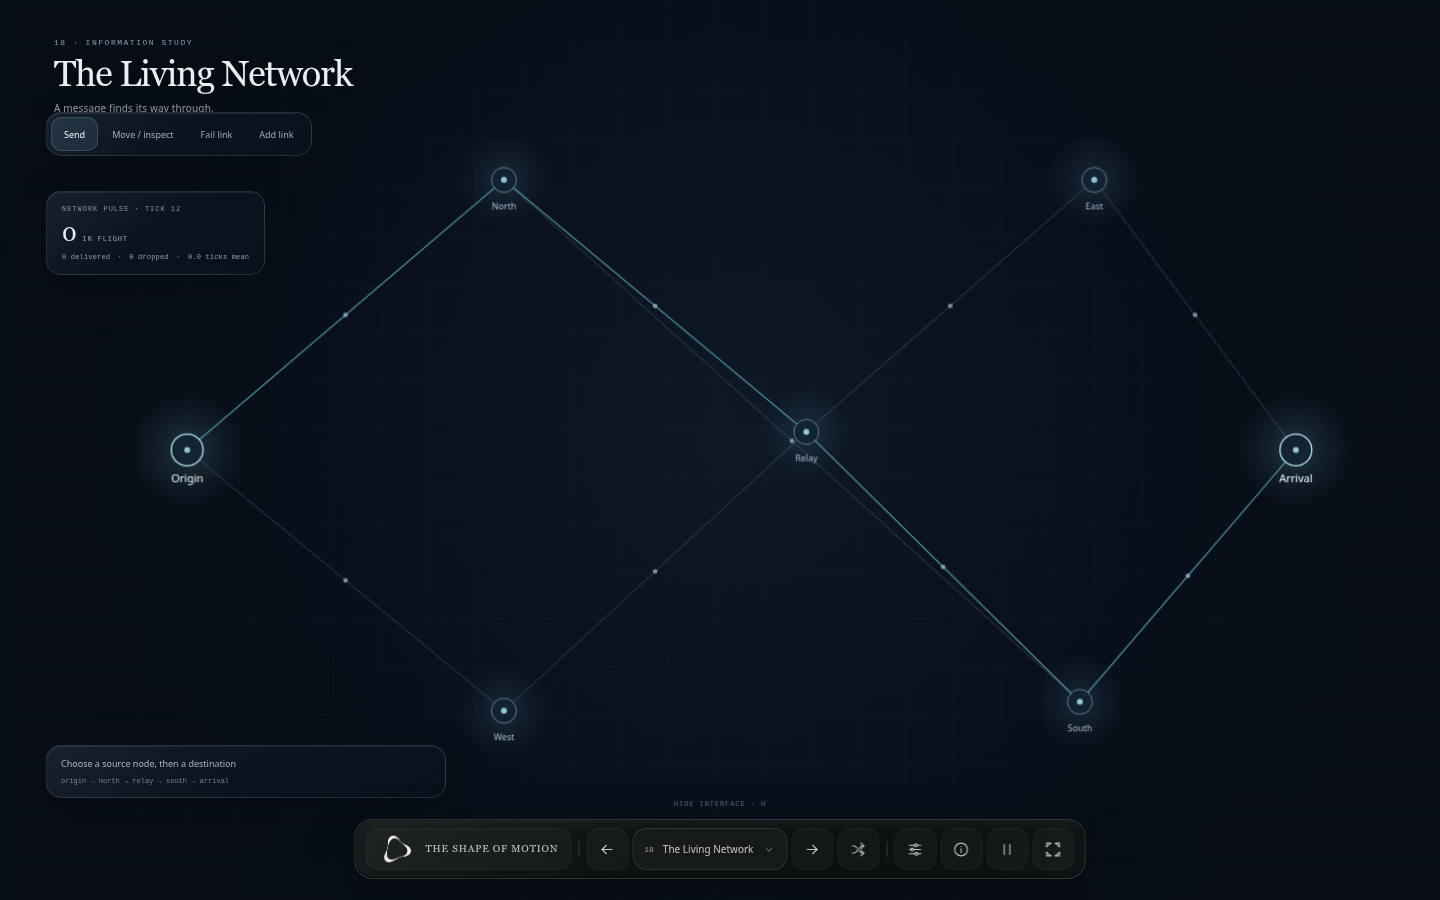 18 · INFORMATION STUDY
The Living Network
A message finds its way through.
Send
Move / inspect
Fail link
Add link
NETWORK PULSE · TICK 12
0 IN FLIGHT
0 delivered · 0 dropped · 0.0 ticks mean
North
East
Origin
Relay
Arrival
West
South
Choose a source node, then a destination
origin → north → relay → south → arrival
HIDE INTERFACE · H
THE SHAPE OF MOTION
18 The Living Network